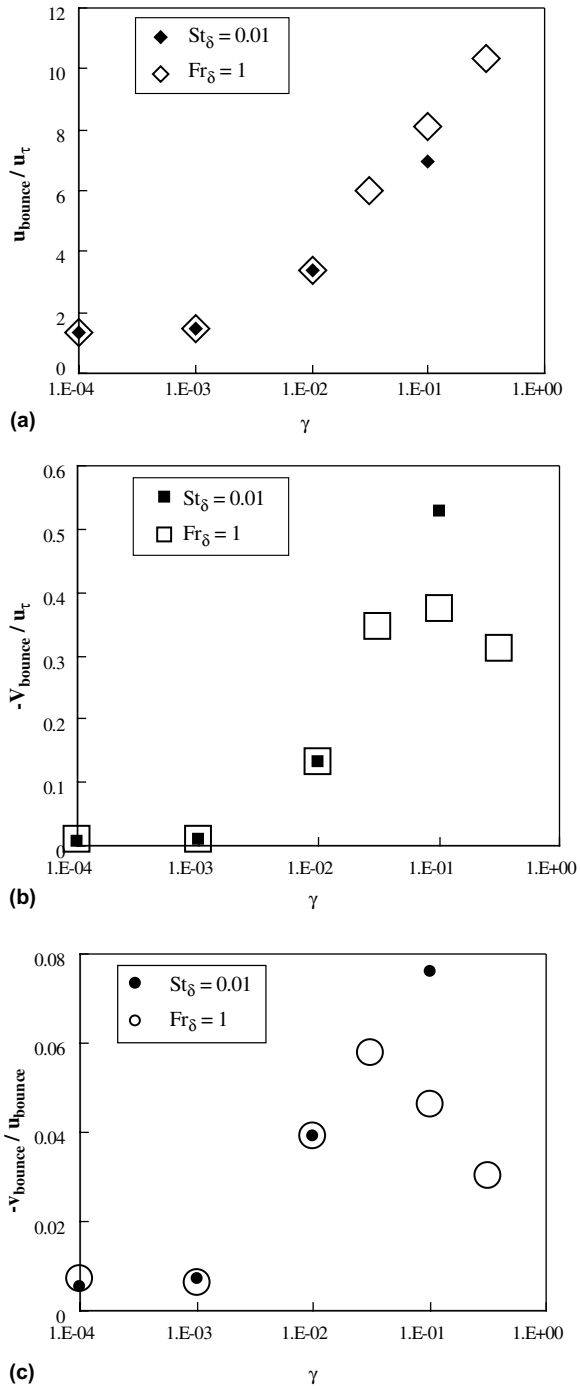 12
10
8
6
4
2
0
u_bounce / u_τ
St_δ = 0.01
Fr_δ = 1
1.E-04 1.E-03 1.E-02 1.E-01 1.E+00
γ
(a)
0.6
0.5
0.4
0.3
0.2
0.1
0
-V_bounce / u_τ
St_δ = 0.01
Fr_δ = 1
1.E-04 1.E-03 1.E-02 1.E-01 1.E+00
γ
(b)
0.08
0.06
0.04
0.02
0
-v_bounce / u_bounce
St_δ = 0.01
Fr_δ = 1
1.E-04 1.E-03 1.E-02 1.E-01 1.E+00
γ
(c)